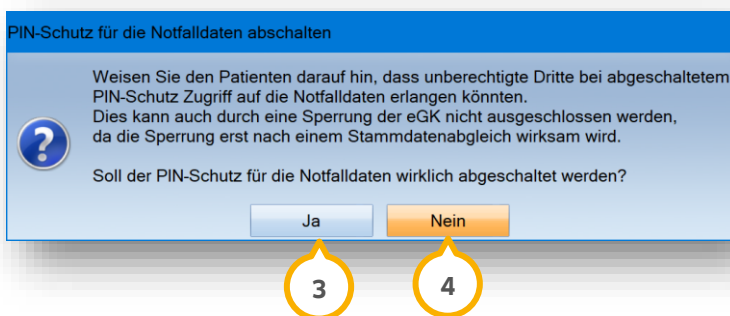 PIN-Schutz für die Notfalldaten abschalten
Weisen Sie den Patienten darauf hin, dass unberechtigte Dritte bei abgeschaltetem
PIN-Schutz Zugriff auf die Notfalldaten erlangen könnten.
Dies kann auch durch eine Sperrung der eGK nicht ausgeschlossen werden,
da die Sperrung erst nach einem Stammdatenabgleich wirksam wird.
Soll der PIN-Schutz für die Notfalldaten wirklich abgeschaltet werden?
Ja Nein
3 4